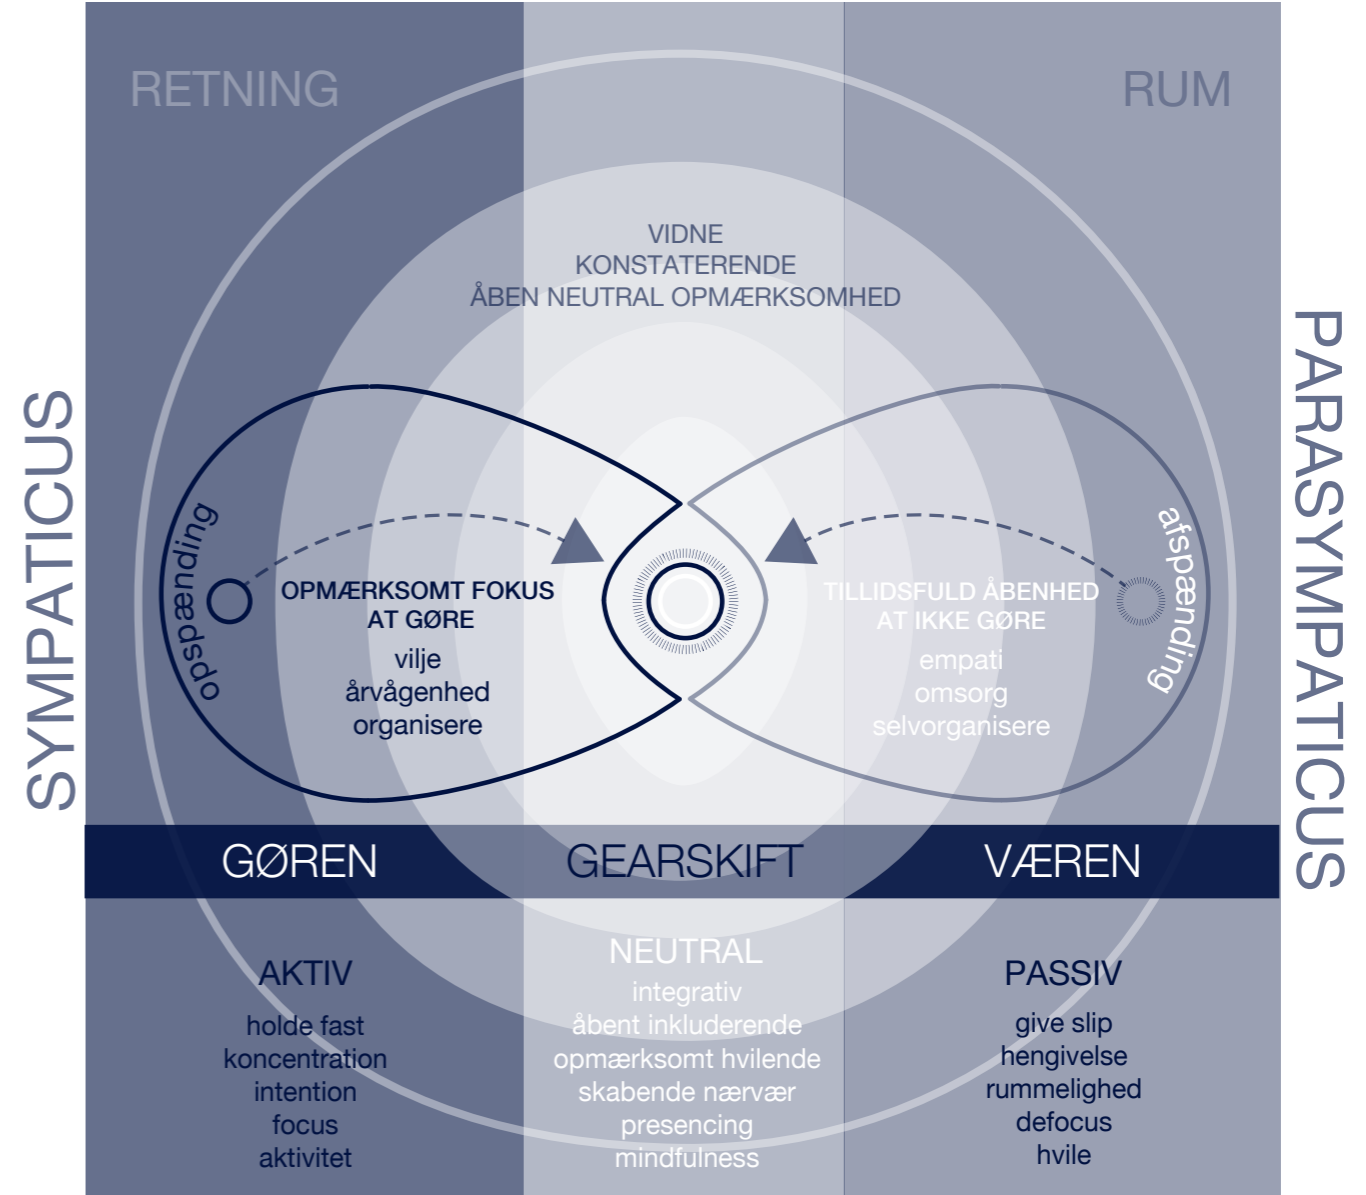 RETNING
RUM
VIDNE
KONSTATERENDE
ÅBEN NEUTRAL OPMÆRKSOMHED
SYMPATICUS
PARASYMPATICUS
opspænding
OPMÆRKSOMT FOKUS
AT GØRE
vilje
årvågenhed
organisere
TILLIDSFULD ÅBENHED
AT IKKE GØRE
empati
omsorg
selvorganisere
afspænding
GØREN
GEARSKIFT
VÆREN
AKTIV
holde fast
koncentration
intention
focus
aktivitet
NEUTRAL
integrativ
åbent inkluderende
opmærksomt hvilende
skabende nærvær
presencing
mindfulness
PASSIV
give slip
hengivelse
rummelighed
defocus
hvile